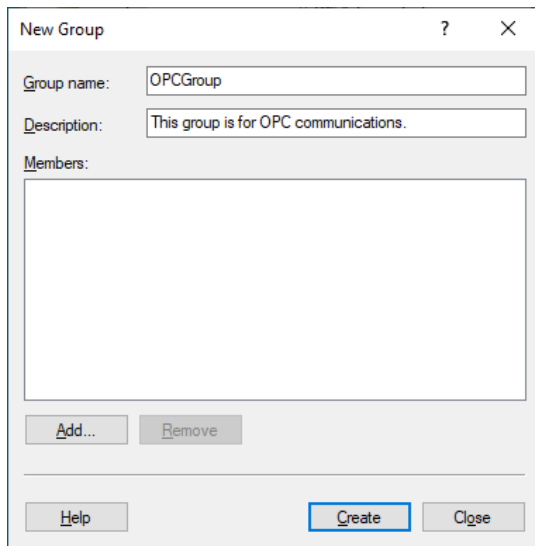 New Group
?
Group name: OPCGroup
Description: This group is for OPC communications.
Members:
Add... Remove
Help Create Close